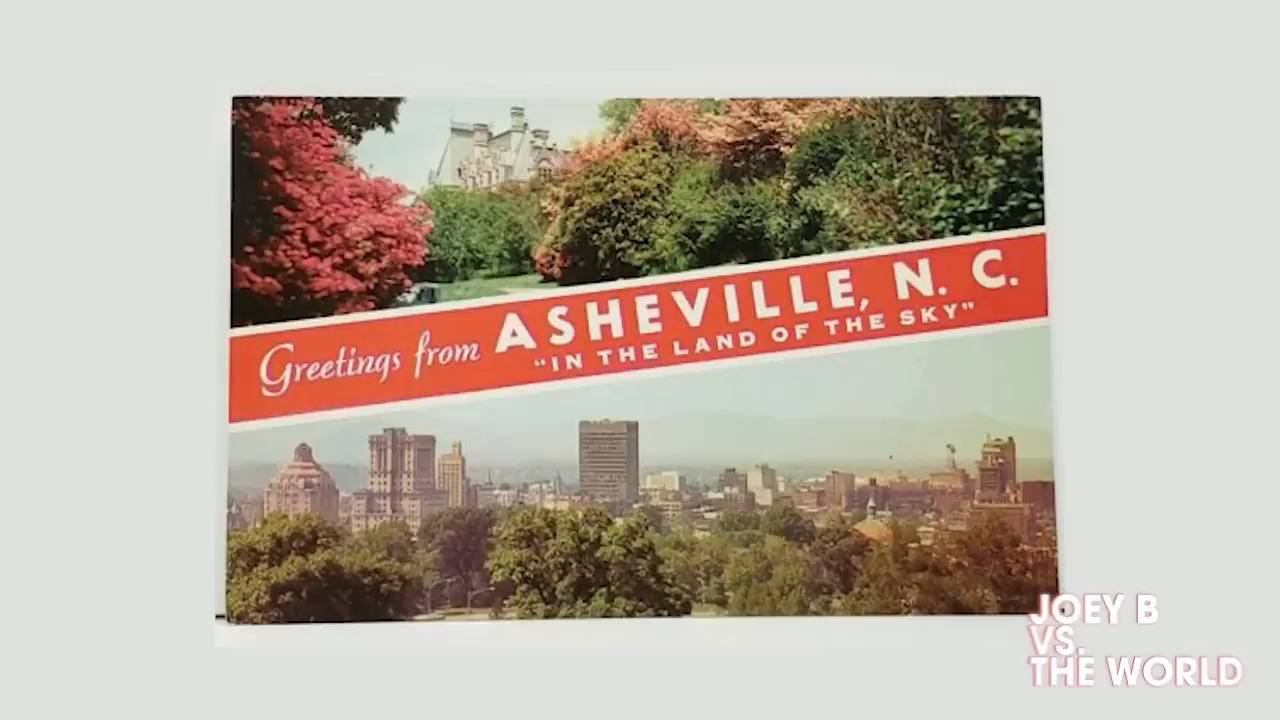 Greetings from ASHEVILLE, N. C.
"IN THE LAND OF THE SKY"
JOEY B
VS.
THE WORLD